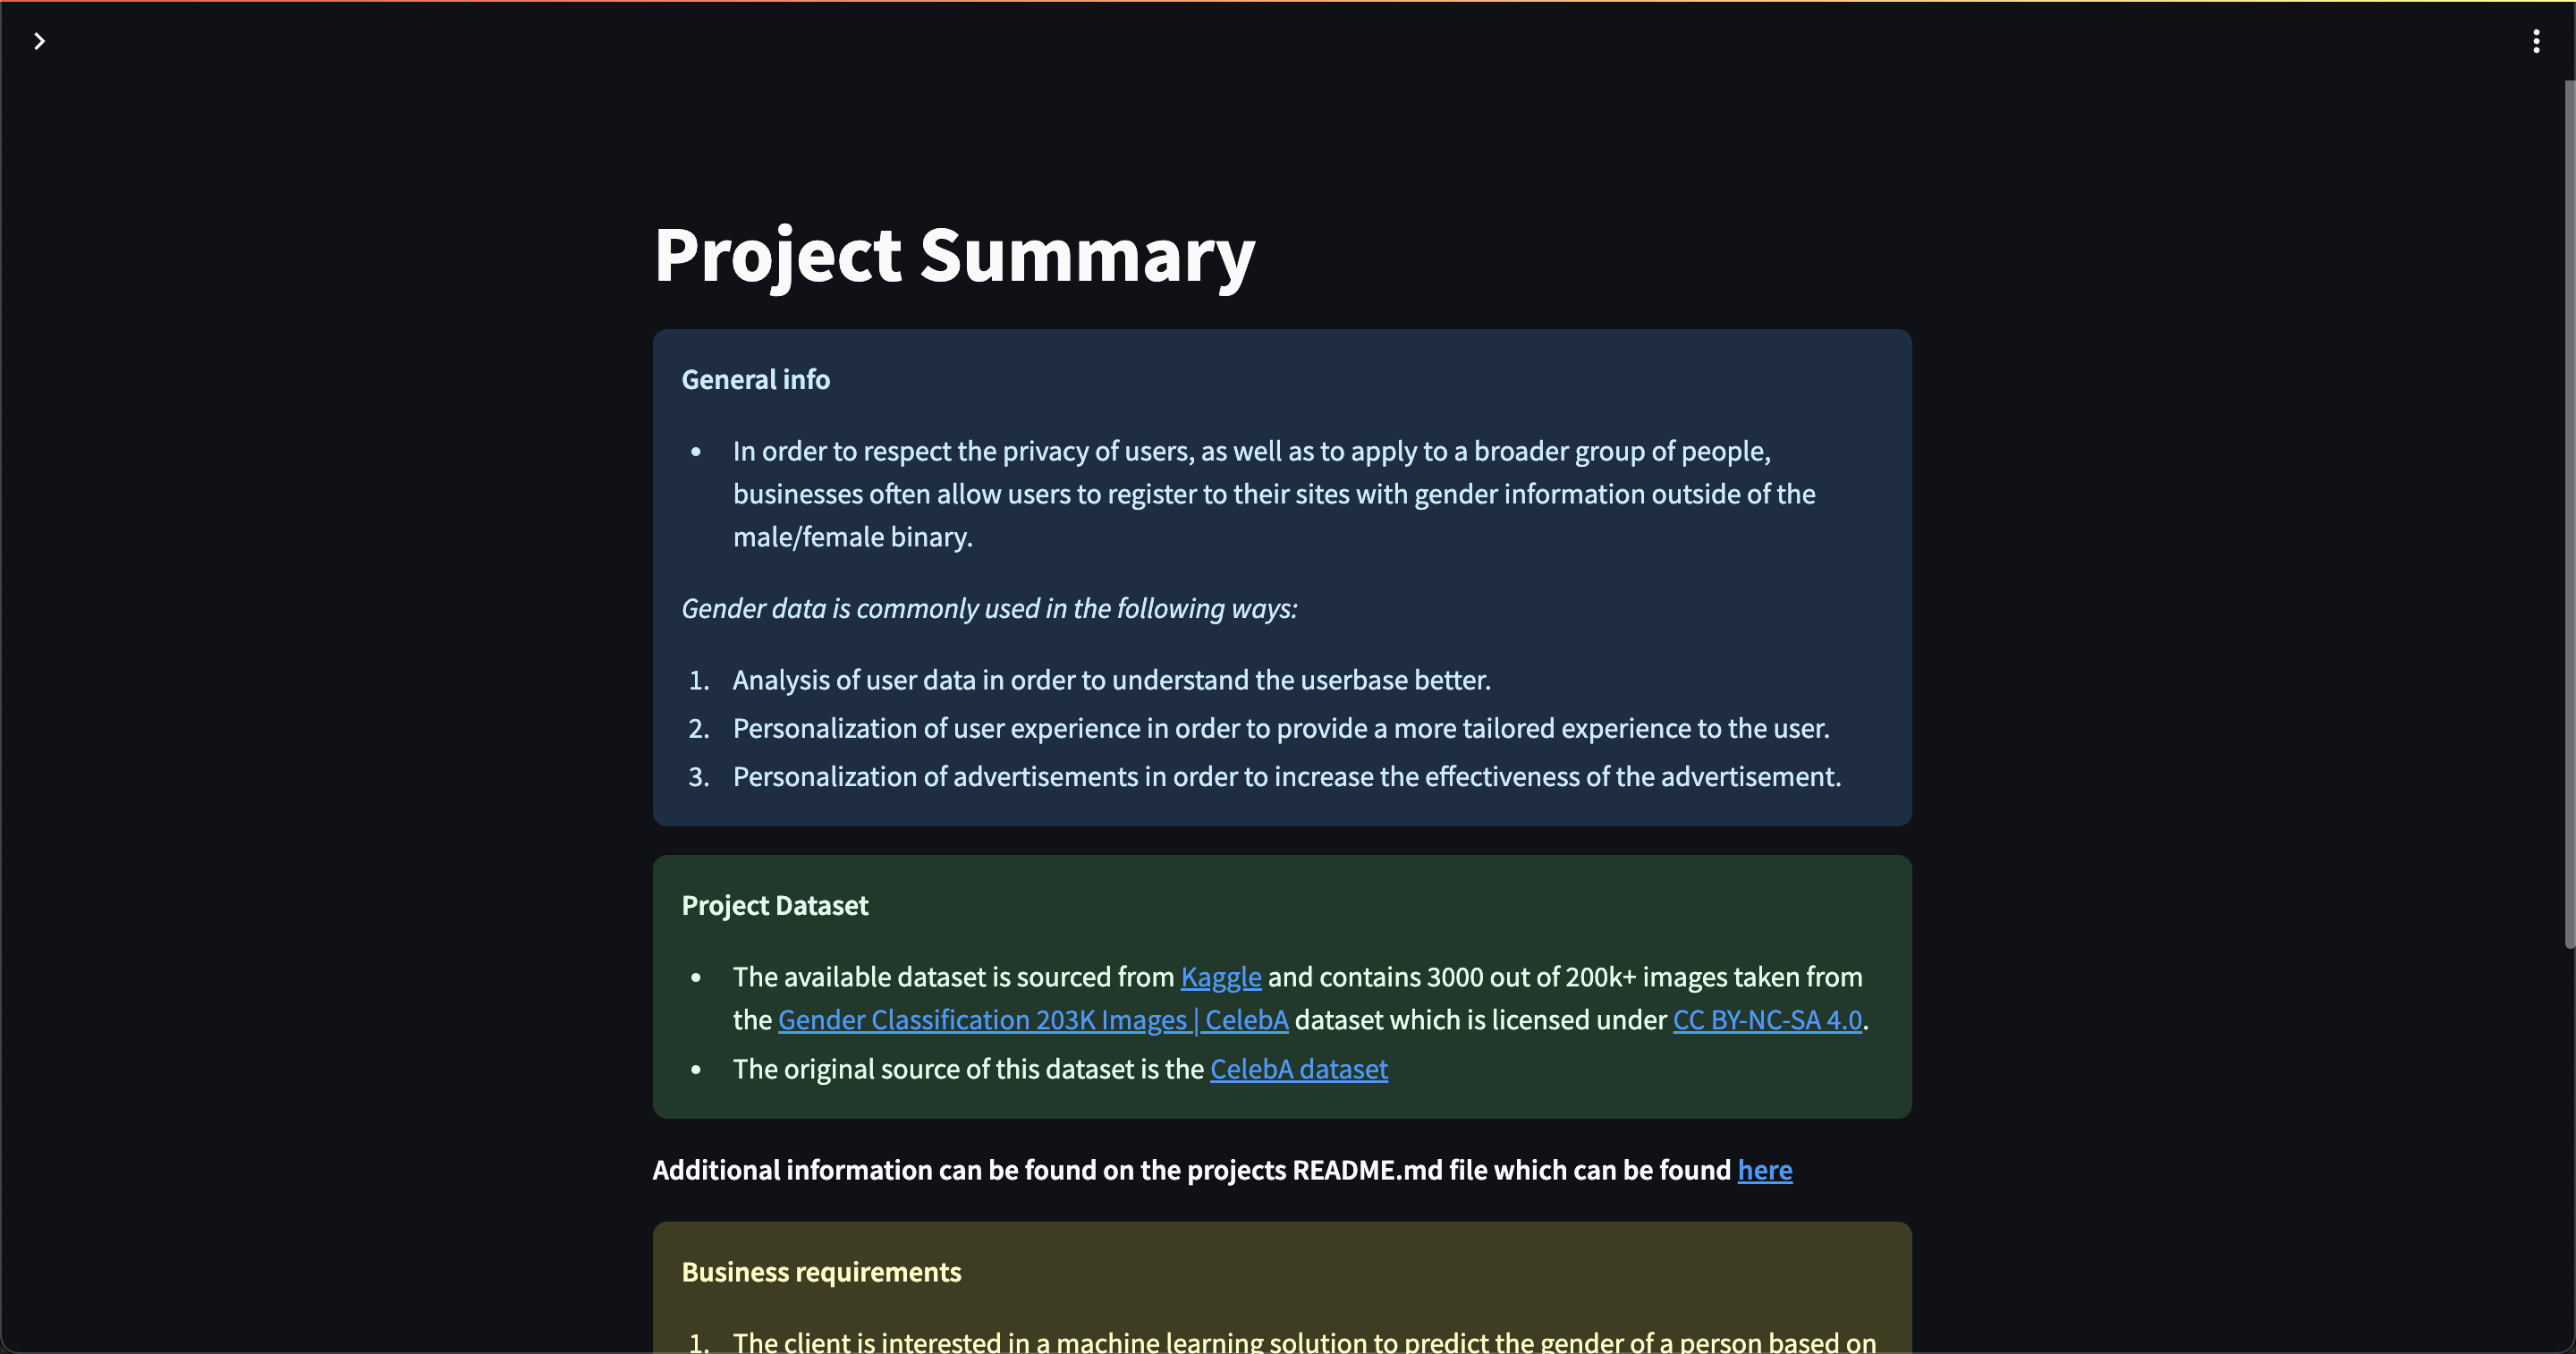 Project Summary
General info
• In order to respect the privacy of users, as well as to apply to a broader group of people,
businesses often allow users to register to their sites with gender information outside of the
male/female binary.
Gender data is commonly used in the following ways:
1. Analysis of user data in order to understand the userbase better.
2. Personalization of user experience in order to provide a more tailored experience to the user.
3. Personalization of advertisements in order to increase the effectiveness of the advertisement.
Project Dataset
• The available dataset is sourced from Kaggle and contains 3000 out of 200k+ images taken from
the Gender Classification 203K Images | CelebA dataset which is licensed under CC BY-NC-SA 4.0.
• The original source of this dataset is the CelebA dataset
Additional information can be found on the projects README.md file which can be found here
Business requirements
1. The client is interested in a machine learning solution to predict the gender of a person based on